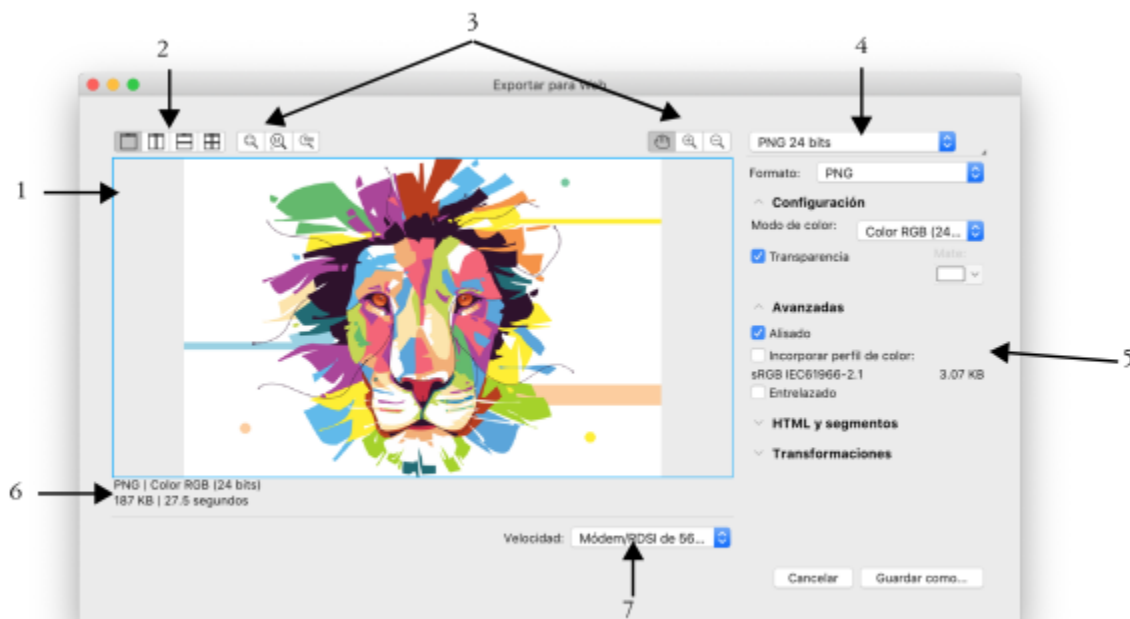 3
2
4
Exportar para Web
PNG 24 bits
1
Formato: PNG
Configuración
Modo de color: Color RGB (24...
Transparencia
Mate:
Avanzadas
Alisado
Incorporar perfil de color:
5
sRGB IEC61966-2.1 3.07 KB
Entrelazado
HTML y segmentos
Transformaciones
6
PNG | Color RGB (24 bits)
187 KB | 27.5 segundos
Velocidad: Módem/RDSI de 56...
Cancelar Guardar como...
7